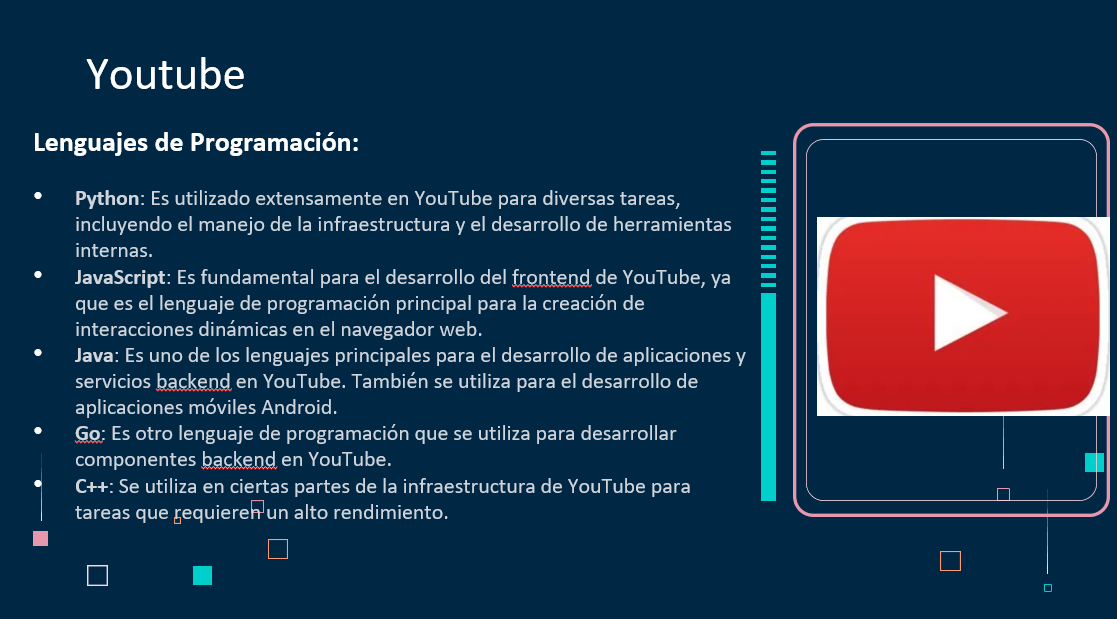 Youtube
Lenguajes de Programación:
• Python: Es utilizado extensamente en YouTube para diversas tareas,
incluyendo el manejo de la infraestructura y el desarrollo de herramientas
internas.
• JavaScript: Es fundamental para el desarrollo del frontend de YouTube, ya
que es el lenguaje de programación principal para la creación de
interacciones dinámicas en el navegador web.
• Java: Es uno de los lenguajes principales para el desarrollo de aplicaciones y
servicios backend en YouTube. También se utiliza para el desarrollo de
aplicaciones móviles Android.
• Go: Es otro lenguaje de programación que se utiliza para desarrollar
componentes backend en YouTube.
• C++: Se utiliza en ciertas partes de la infraestructura de YouTube para
tareas que requieren un alto rendimiento.